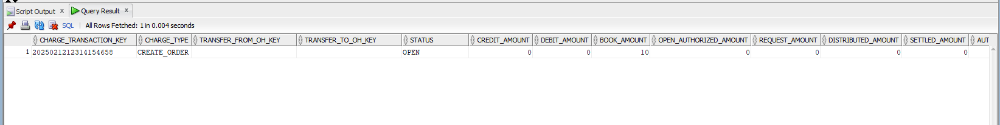 Script Output x Query Result x
SQL | All Rows Fetched: 1 in 0.004 seconds
CHARGE_TRANSACTION_KEY CHARGE_TYPE TRANSFER_FROM_OH_KEY TRANSFER_TO_OH_KEY STATUS CREDIT_AMOUNT DEBIT_AMOUNT BOOK_AMOUNT OPEN_AUTHORIZED_AMOUNT REQUEST_AMOUNT DISTRIBUTED_AMOUNT SETTLED_AMOUNT AUT
1 2025021212314154658 CREATE_ORDER OPEN 0 0 10 0 0 0 0